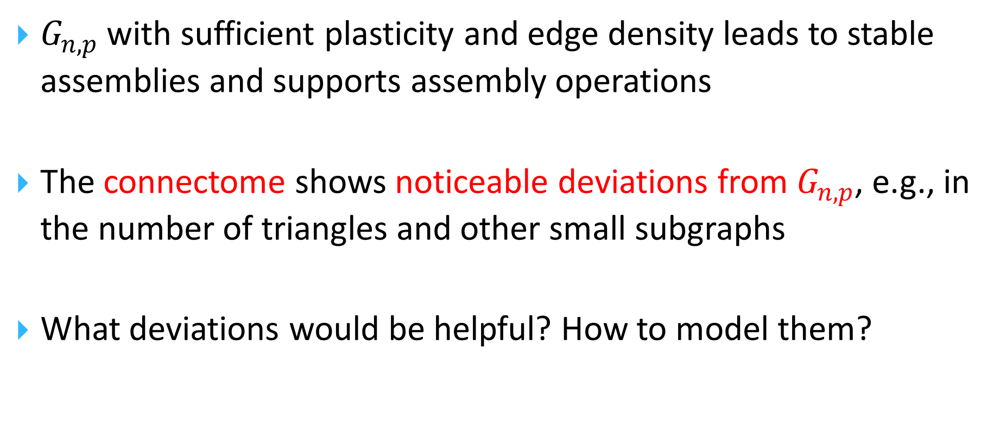 G_{n,p} with sufficient plasticity and edge density leads to stable
assemblies and supports assembly operations
The connectome shows noticeable deviations from G_{n,p}, e.g., in
the number of triangles and other small subgraphs
What deviations would be helpful? How to model them?